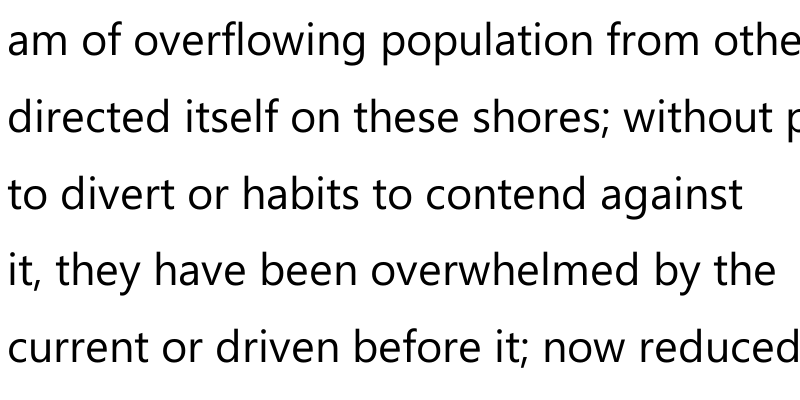 am of overflowing population from othe
directed itself on these shores; without p
to divert or habits to contend against
it, they have been overwhelmed by the
current or driven before it; now reduced